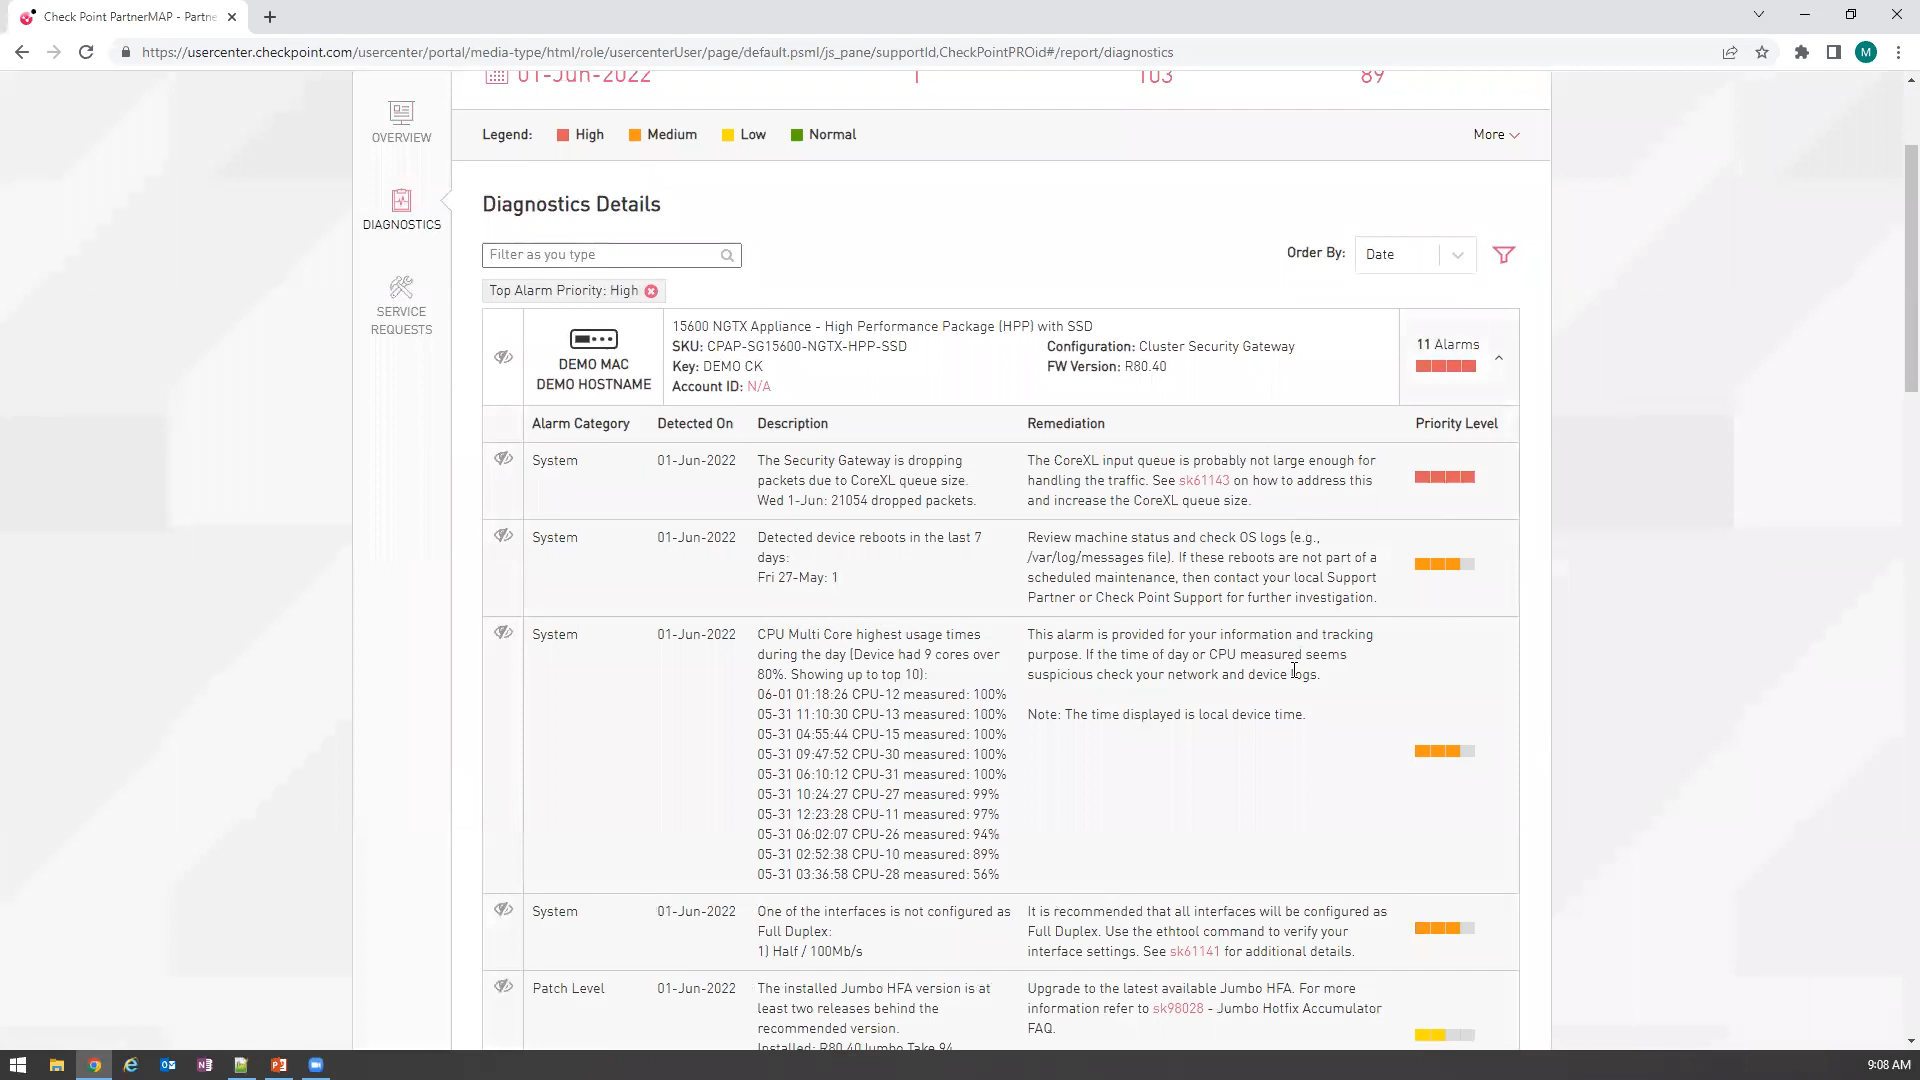 Check Point PartnerMAP - Partne
https://usercenter.checkpoint.com/usercenter/portal/media-type/html/role/usercenterUser/page/default.psml/js_pane/supportId,CheckPointPROid#/report/diagnostics
M
01-Jun-2022 1 103 89
OVERVIEW
DIAGNOSTICS
SERVICE
REQUESTS
Legend: High Medium Low Normal More
Diagnostics Details
Filter as you type
Order By: Date
Top Alarm Priority: High
DEMO MAC
DEMO HOSTNAME
15600 NGTX Appliance - High Performance Package (HPP) with SSD
SKU: CPAP-SG15600-NGTX-HPP-SSD
Key: DEMO CK
Account ID: N/A
Configuration: Cluster Security Gateway
FW Version: R80.40
11 Alarms
Alarm Category Detected On Description Remediation Priority Level
System 01-Jun-2022
The Security Gateway is dropping
packets due to CoreXL queue size.
Wed 1-Jun: 21054 dropped packets.
The CoreXL input queue is probably not large enough for
handling the traffic. See sk61143 on how to address this
and increase the CoreXL queue size.
System 01-Jun-2022
Detected device reboots in the last 7
days:
Fri 27-May: 1
Review machine status and check OS logs (e.g.,
/var/log/messages file). If these reboots are not part of a
scheduled maintenance, then contact your local Support
Partner or Check Point Support for further investigation.
System 01-Jun-2022
CPU Multi Core highest usage times
during the day (Device had 9 cores over
80%. Showing up to top 10):
06-01 01:18:26 CPU-12 measured: 100%
05-31 11:10:30 CPU-13 measured: 100%
05-31 04:55:44 CPU-15 measured: 100%
05-31 09:47:52 CPU-30 measured: 100%
05-31 06:10:12 CPU-31 measured: 100%
05-31 10:24:27 CPU-27 measured: 99%
05-31 12:23:28 CPU-11 measured: 97%
05-31 06:02:07 CPU-26 measured: 94%
05-31 02:52:38 CPU-10 measured: 89%
05-31 03:36:58 CPU-28 measured: 56%
This alarm is provided for your information and tracking
purpose. If the time of day or CPU measured seems
suspicious check your network and device logs.
Note: The time displayed is local device time.
System 01-Jun-2022
One of the interfaces is not configured as
Full Duplex:
1) Half / 100Mb/s
It is recommended that all interfaces will be configured as
Full Duplex. Use the ethtool command to verify your
interface settings. See sk61141 for additional details.
Patch Level 01-Jun-2022
The installed Jumbo HFA version is at
least two releases behind the
recommended version.
Installed: R80.40 Jumbo Take 94
Upgrade to the latest available Jumbo HFA. For more
information refer to sk98028 - Jumbo Hotfix Accumulator
FAQ.
9:08 AM